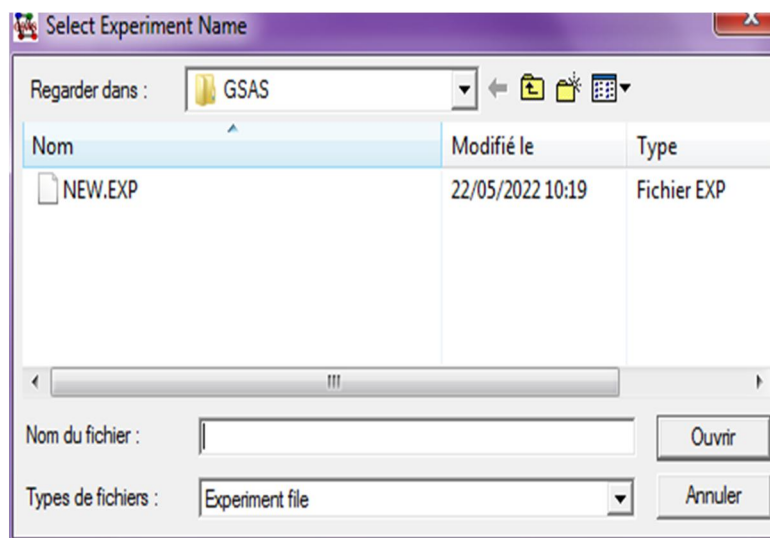 Select Experiment Name
Regarder dans : GSAS
Nom Modifié le Type
NEW.EXP 22/05/2022 10:19 Fichier EXP
Nom du fichier : Ouvrir
Types de fichiers : Experiment file Annuler